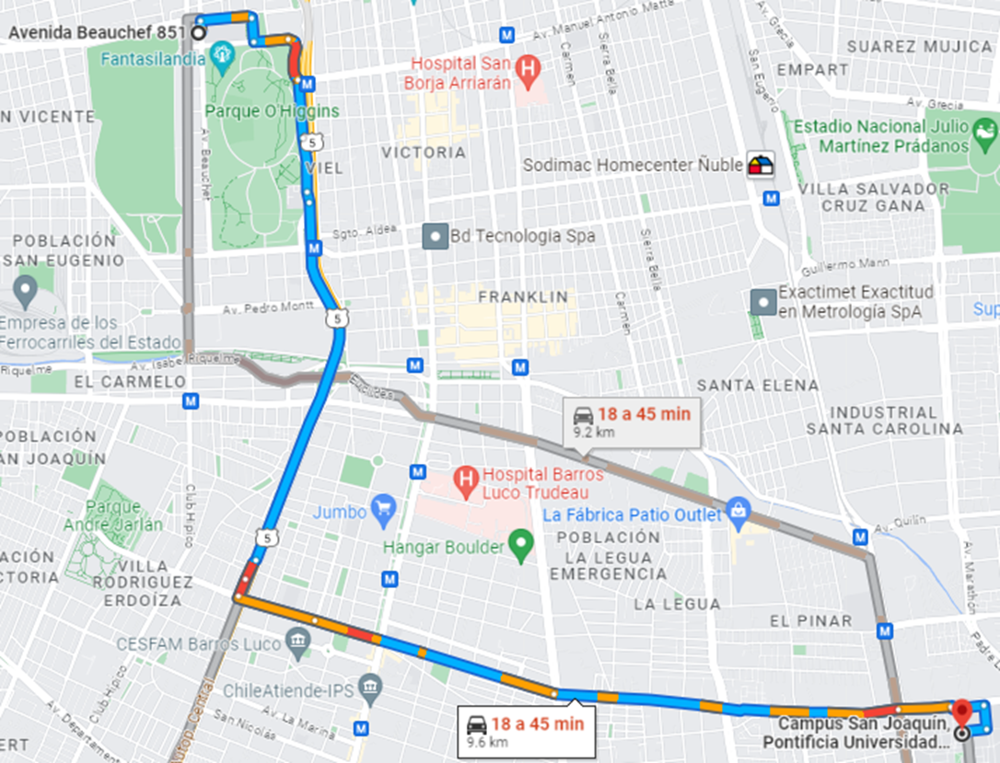 Av. Manuel Antonio Matta
Av. Grecia
Avenida Beauchef 851
Fantasilandia
Hospital San
Borja Arriarán
Carmen
Sierra Bella
San Eugenio
SUAREZ MUJICA
EMPART
Av. Grecia
N VICENTE
Parque O'Higgins
Estadio Nacional Julio
Martínez Prádanos
5
VIEL
VICTORIA
Av. Beauchef
Sodimac Homecenter Ñuble
VILLA SALVADOR
CRUZ GANA
Sgto. Aldea
Bd Tecnologia Spa
POBLACIÓN
SAN EUGENIO
Sierra Bella
Guillermo Mann
Av. Pedro Montt
5
FRANKLIN
Carmen
Exactimet Exactitud
en Metrología SpA
Sup
Empresa de los
Ferrocarriles del Estado
Riquelme
Av. Isabel Riquelme
EL CARMELO
SANTA ELENA
INDUSTRIAL
SANTA CAROLINA
18 a 45 min
9.2 km
POBLACIÓN
AN JOAQUÍN
Club Hípico
Hospital Barros
Luco Trudeau
Parque
André Jarlán
Jumbo
La Fábrica Patio Outlet
Av. Quilín
5
Hangar Boulder
POBLACIÓN
LA LEGUA
EMERGENCIA
Av. Marathon
ACIÓN
CTORIA
VILLA
RODRIGUEZ
ERDOÍZA
LA LEGUA
EL PINAR
CESFAM Barros Luco
Padre L
Club Hípico
ChileAtiende-IPS
Autop. Central
Av. La Marina
San Nicolás
Av. Departamental
18 a 45 min
9.6 km
Campus San Joaquín,
Pontificia Universidad...
ERT